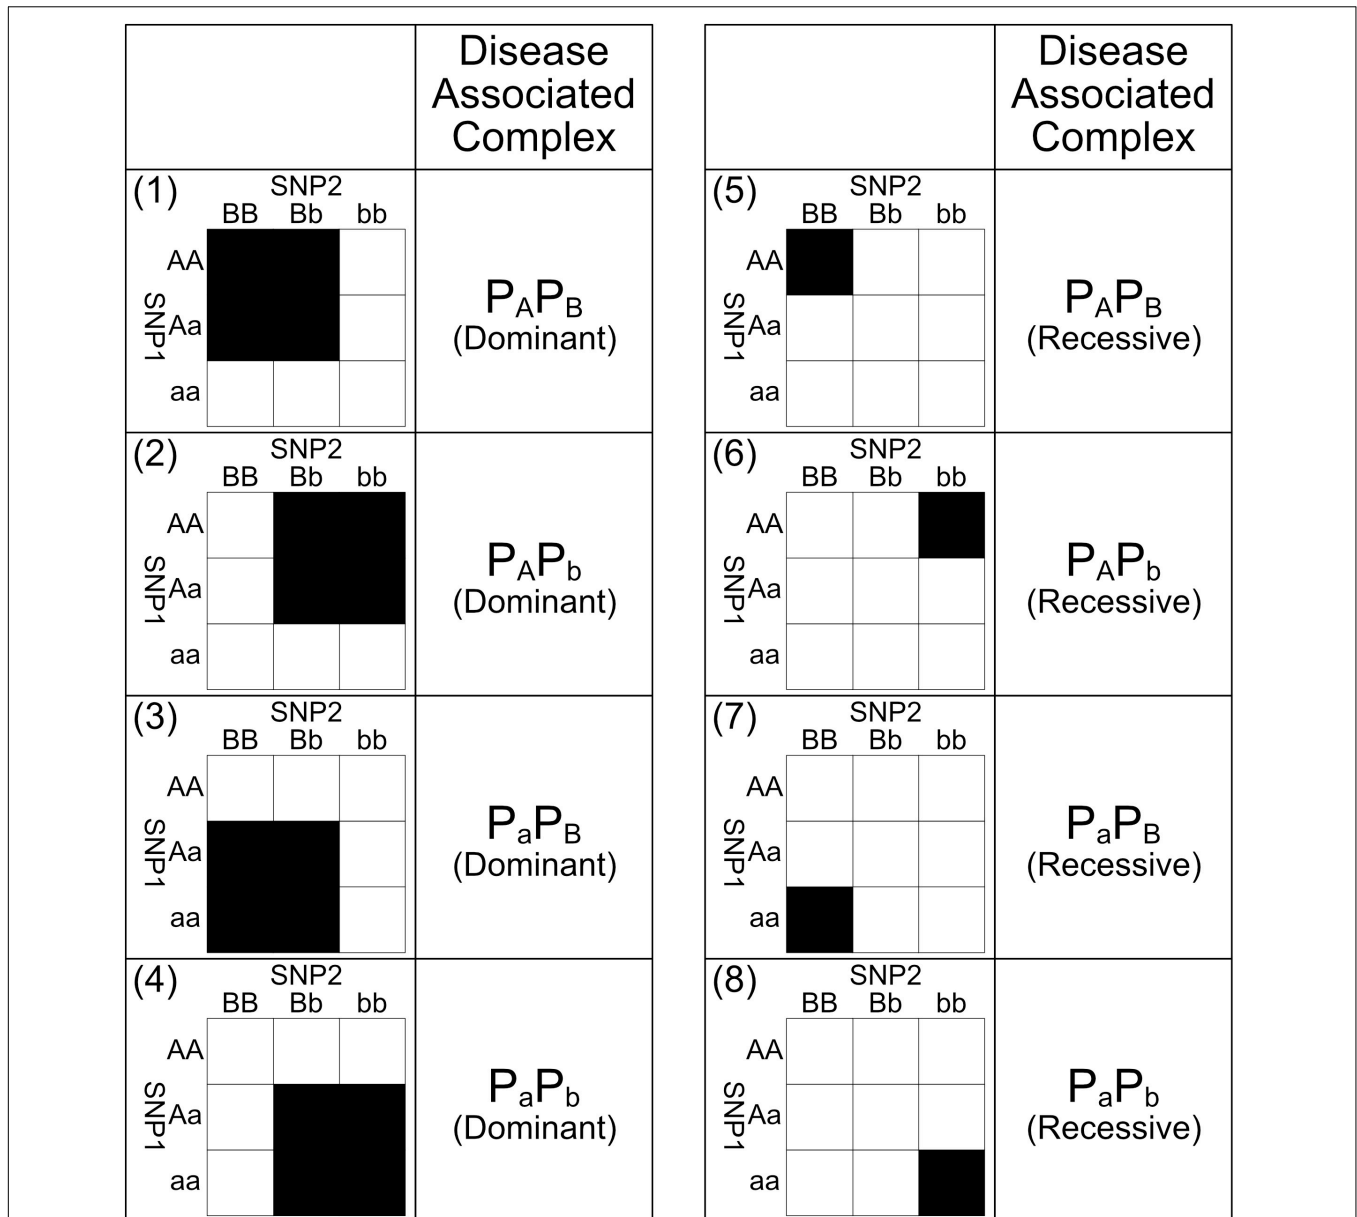 Disease
Associated
Complex
Disease
Associated
Complex
(1)
SNP2
BB Bb bb
AA
SNP1
Aa
aa
PAPB
(Dominant)
(5)
SNP2
BB Bb bb
AA
SNP1
Aa
aa
PAPB
(Recessive)
(2)
SNP2
BB Bb bb
AA
SNP1
Aa
aa
PAPb
(Dominant)
(6)
SNP2
BB Bb bb
AA
SNP1
Aa
aa
PAPb
(Recessive)
(3)
SNP2
BB Bb bb
AA
SNP1
Aa
aa
PaPB
(Dominant)
(7)
SNP2
BB Bb bb
AA
SNP1
Aa
aa
PaPB
(Recessive)
(4)
SNP2
BB Bb bb
AA
SNP1
Aa
aa
PaPb
(Dominant)
(8)
SNP2
BB Bb bb
AA
SNP1
Aa
aa
PaPb
(Recessive)